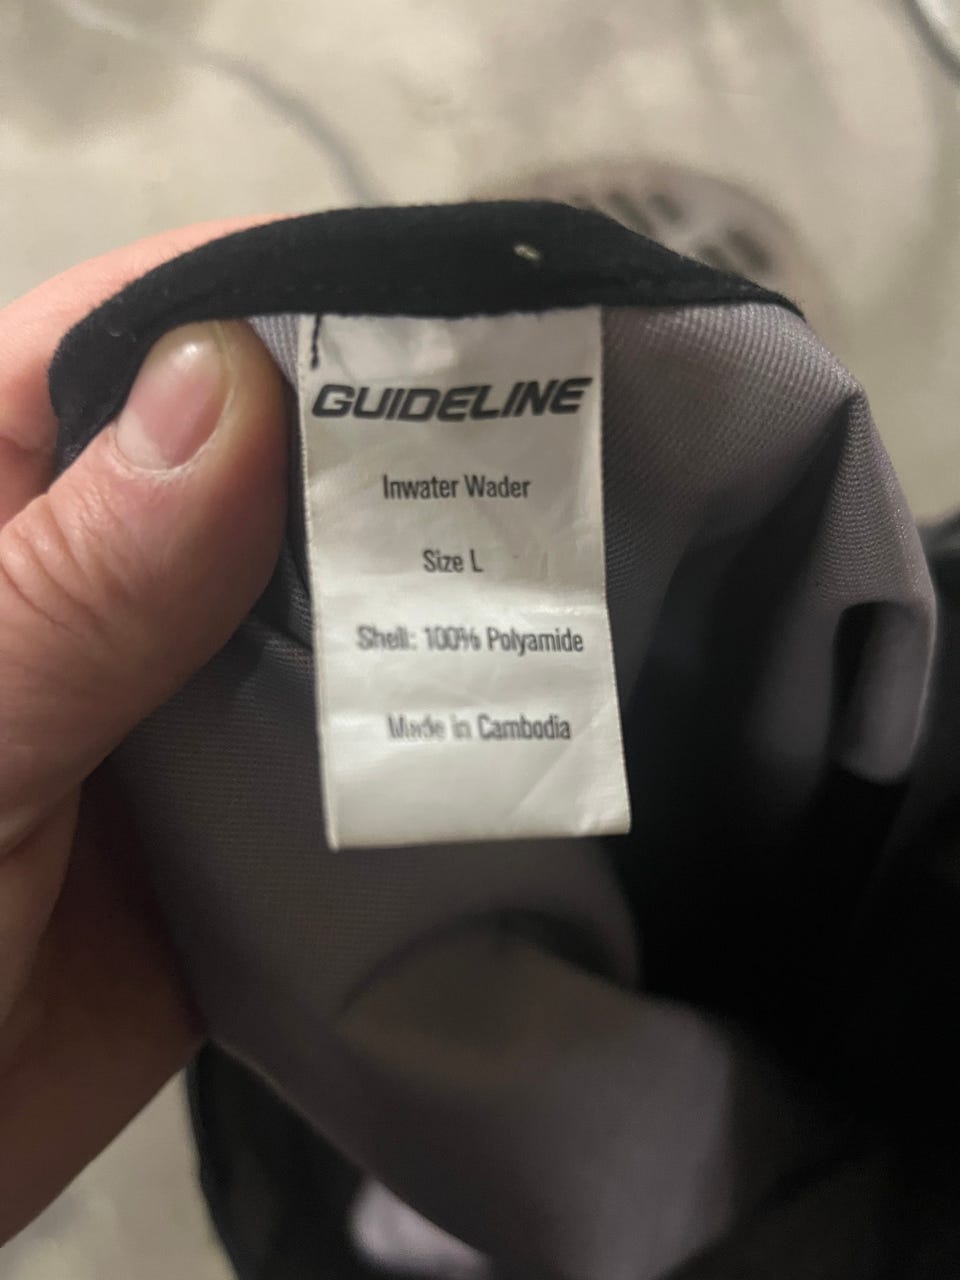 GUIDELINE
Inwater Wader
Size L
Shell: 100% Polyamide
Made in Cambodia